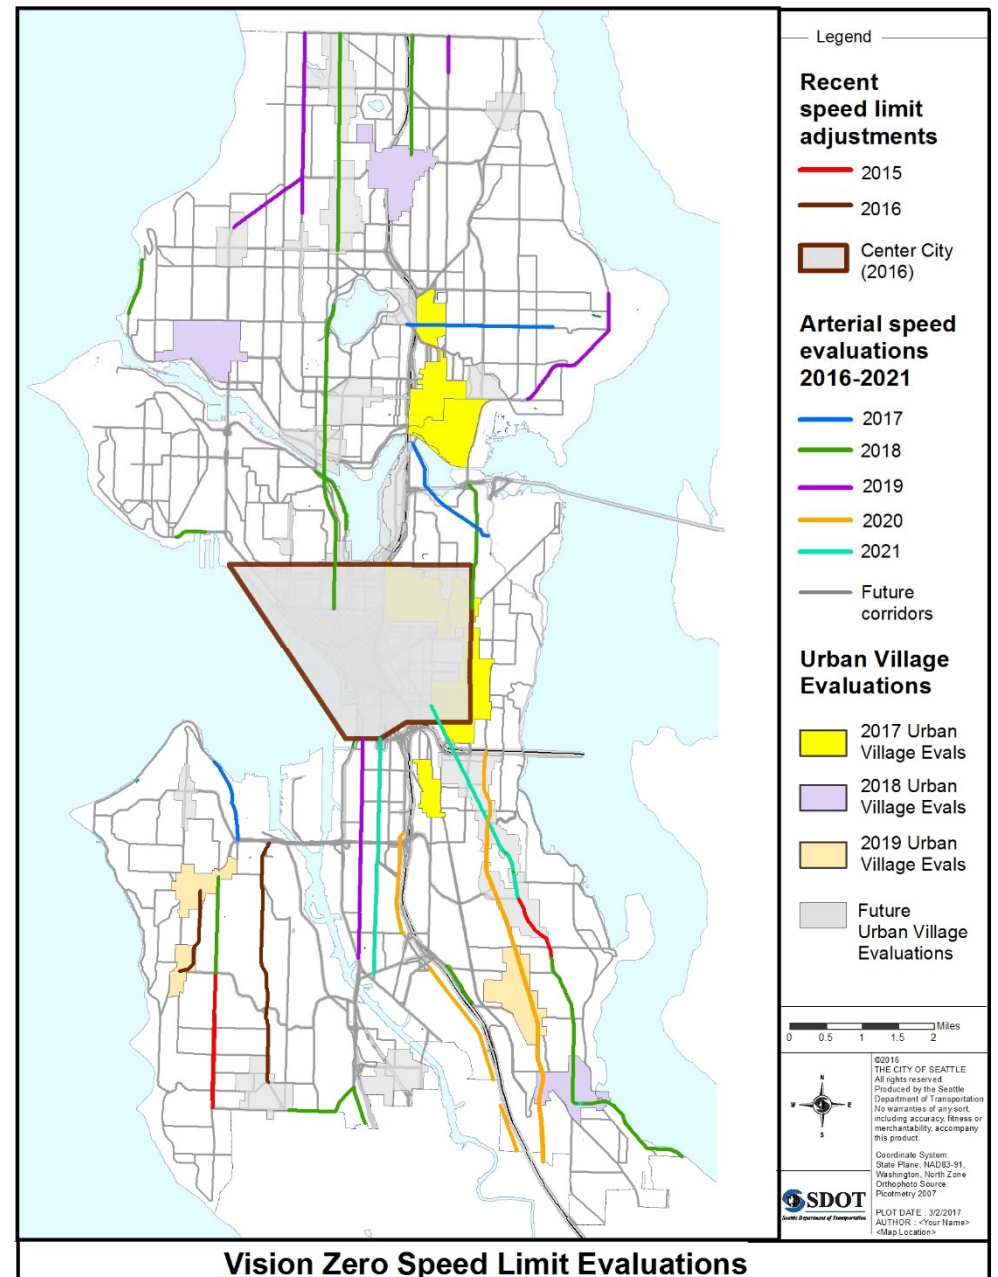 Legend
Recent
speed limit
adjustments
2015
2016
Center City
(2016)
Arterial speed
evaluations
2016-2021
2017
2018
2019
2020
2021
Future
corridors
Urban Village
Evaluations
2017 Urban
Village Evals
2018 Urban
Village Evals
2019 Urban
Village Evals
Future
Urban Village
Evaluations
Miles
0 0.5 1 1.5 2
N
W E
S
©2016
THE CITY OF SEATTLE
All rights reserved.
Produced by the Seattle
Department of Transportation
No warranties of any sort,
including accuracy, fitness or
merchantability, accompany
this product.
Coordinate System:
State Plane, NAD83-91,
Washington, North Zone
Orthophoto Source:
Picotmetry 2007
PLOT DATE : 3/2/2017
AUTHOR : <Your Name>
<Map Location>
SDOT
Seattle Department of Transportation
Vision Zero Speed Limit Evaluations